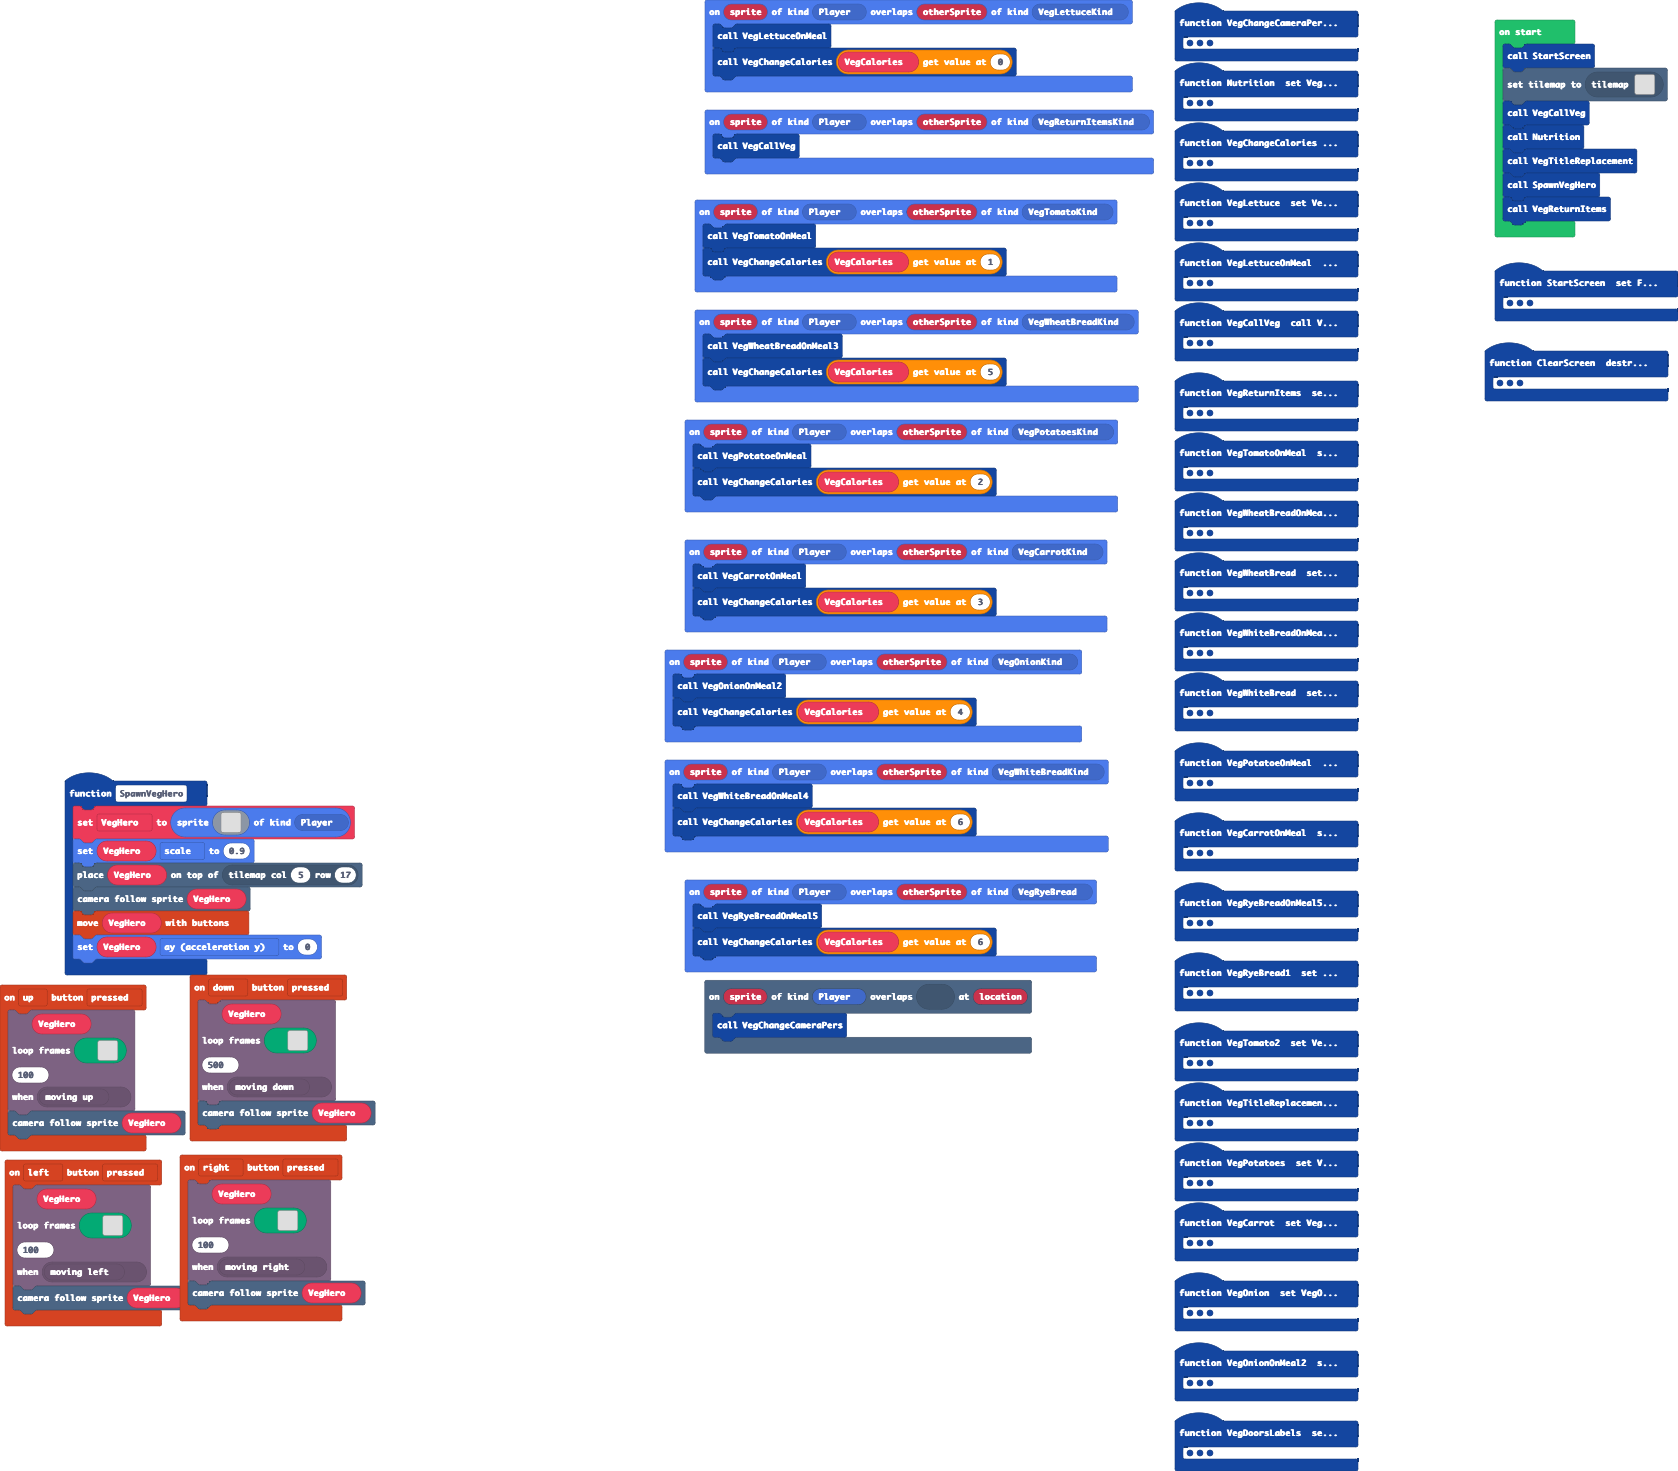 on sprite of kind Player overlaps otherSprite of kind VegLettuceKind
call VegLettuceOnMeal
call VegChangeCalories VegCalories get value at 0
on sprite of kind Player overlaps otherSprite of kind VegReturnItemsKind
call VegCallVeg
on sprite of kind Player overlaps otherSprite of kind VegTomatoKind
call VegTomatoOnMeal
call VegChangeCalories VegCalories get value at 1
on sprite of kind Player overlaps otherSprite of kind VegWheatBreadKind
call VegWheatBreadOnMeal3
call VegChangeCalories VegCalories get value at 5
on sprite of kind Player overlaps otherSprite of kind VegPotatoesKind
call VegPotatoeOnMeal
call VegChangeCalories VegCalories get value at 2
on sprite of kind Player overlaps otherSprite of kind VegCarrotKind
call VegCarrotOnMeal
call VegChangeCalories VegCalories get value at 3
on sprite of kind Player overlaps otherSprite of kind VegOnionKind
call VegOnionOnMeal2
call VegChangeCalories VegCalories get value at 4
on sprite of kind Player overlaps otherSprite of kind VegWhiteBreadKind
call VegWhiteBreadOnMeal4
call VegChangeCalories VegCalories get value at 6
on sprite of kind Player overlaps otherSprite of kind VegRyeBread
call VegRyeBreadOnMeal5
call VegChangeCalories VegCalories get value at 6
on sprite of kind Player overlaps at location
call VegChangeCameraPers
function SpawnVegHero
set VegHero to sprite of kind Player
set VegHero scale to 0.9
place VegHero on top of tilemap col 5 row 17
camera follow sprite VegHero
move VegHero with buttons
set VegHero ay (acceleration y) to 0
on up button pressed
VegHero
loop frames
100
when moving up
camera follow sprite VegHero
on down button pressed
VegHero
loop frames
500
when moving down
camera follow sprite VegHero
on left button pressed
VegHero
loop frames
100
when moving left
camera follow sprite VegHero
on right button pressed
VegHero
loop frames
100
when moving right
camera follow sprite VegHero
function VegChangeCameraPer...
function Nutrition set Veg...
function VegChangeCalories ...
function VegLettuce set Ve...
function VegLettuceOnMeal ...
function VegCallVeg call V...
function VegReturnItems se...
function VegTomatoOnMeal s...
function VegWheatBreadOnMea...
function VegWheatBread set...
function VegWhiteBreadOnMea...
function VegWhiteBread set...
function VegPotatoeOnMeal ...
function VegCarrotOnMeal s...
function VegRyeBreadOnMeal5...
function VegRyeBread1 set ...
function VegTomato2 set Ve...
function VegTitleReplacemen...
function VegPotatoes set V...
function VegCarrot set Veg...
function VegOnion set VegO...
function VegOnionOnMeal2 s...
function VegDoorsLabels se...
on start
call StartScreen
set tilemap to tilemap
call VegCallVeg
call Nutrition
call VegTitleReplacement
call SpawnVegHero
call VegReturnItems
function StartScreen set F...
function ClearScreen destr...